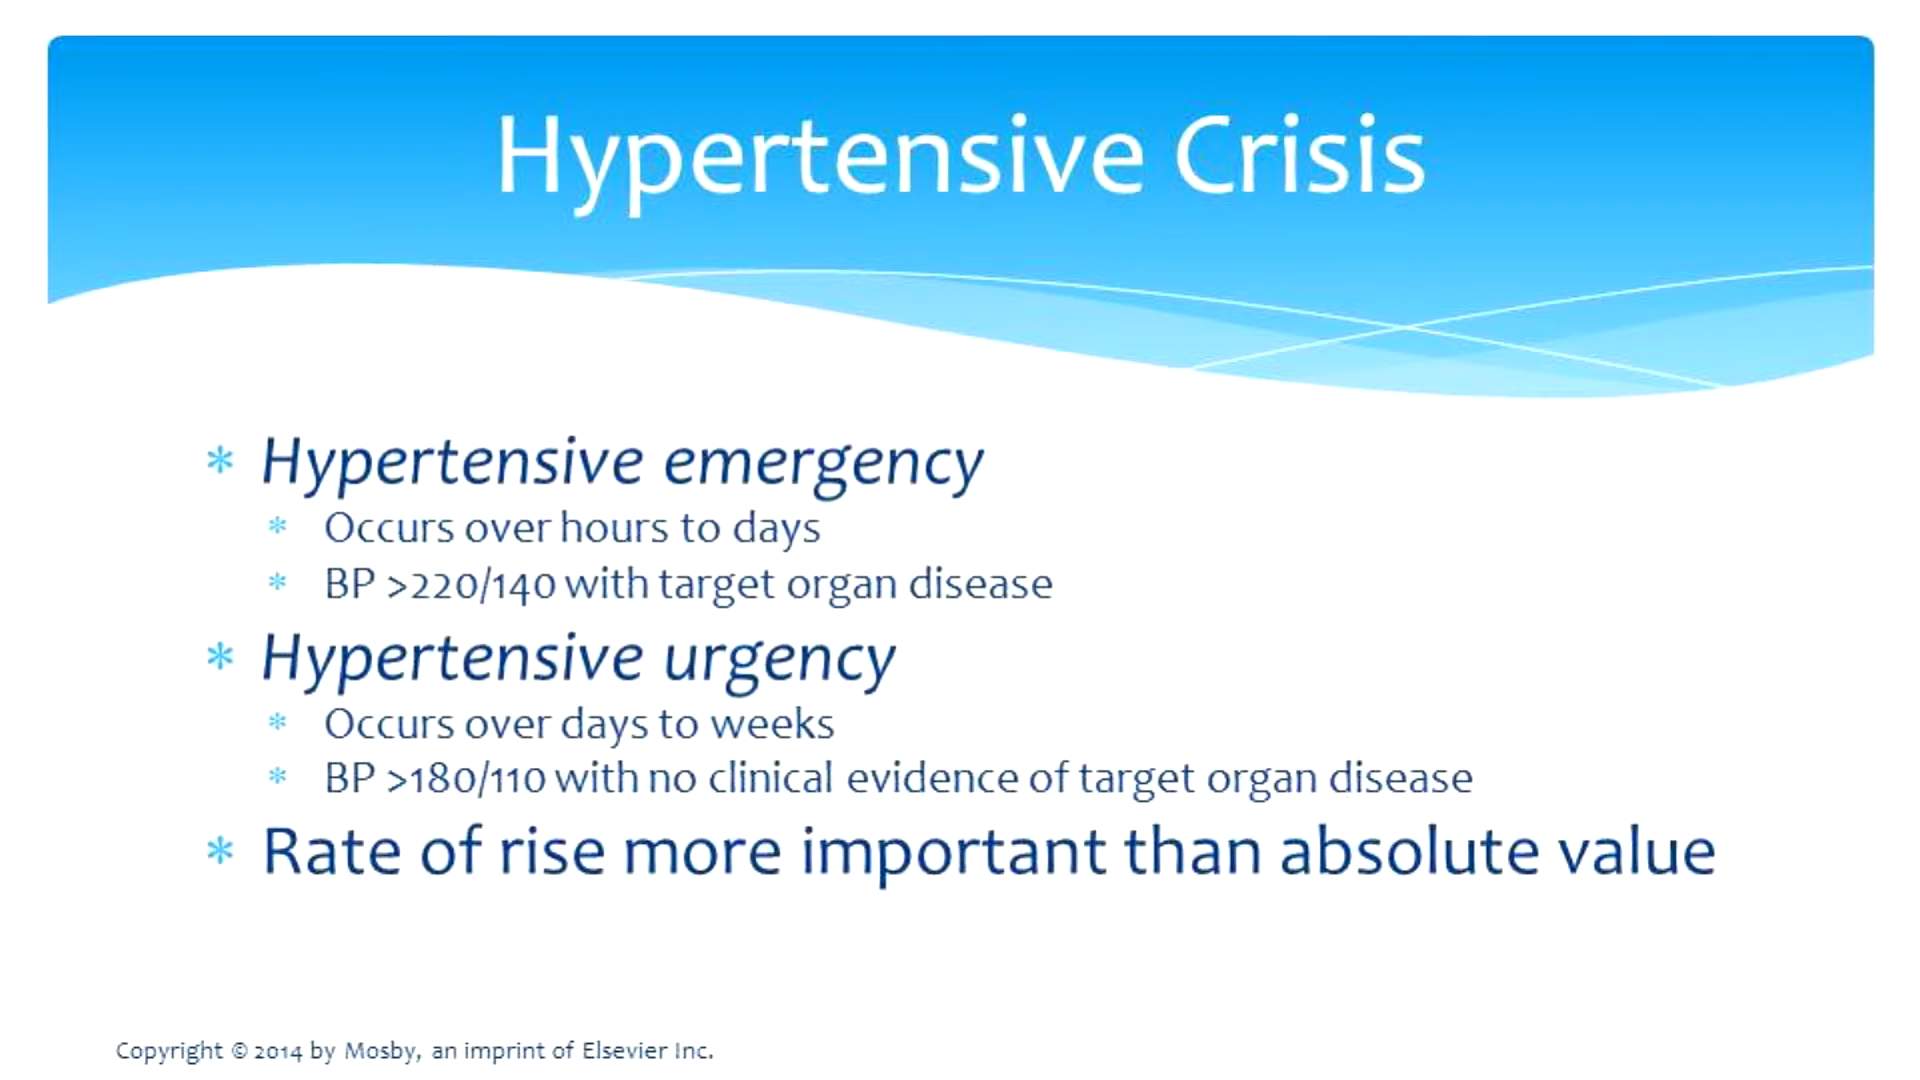 Hypertensive Crisis
* Hypertensive emergency
* Occurs over hours to days
* BP >220/140 with target organ disease
* Hypertensive urgency
* Occurs over days to weeks
* BP >180/110 with no clinical evidence of target organ disease
* Rate of rise more important than absolute value
Copyright © 2014 by Mosby, an imprint of Elsevier Inc.